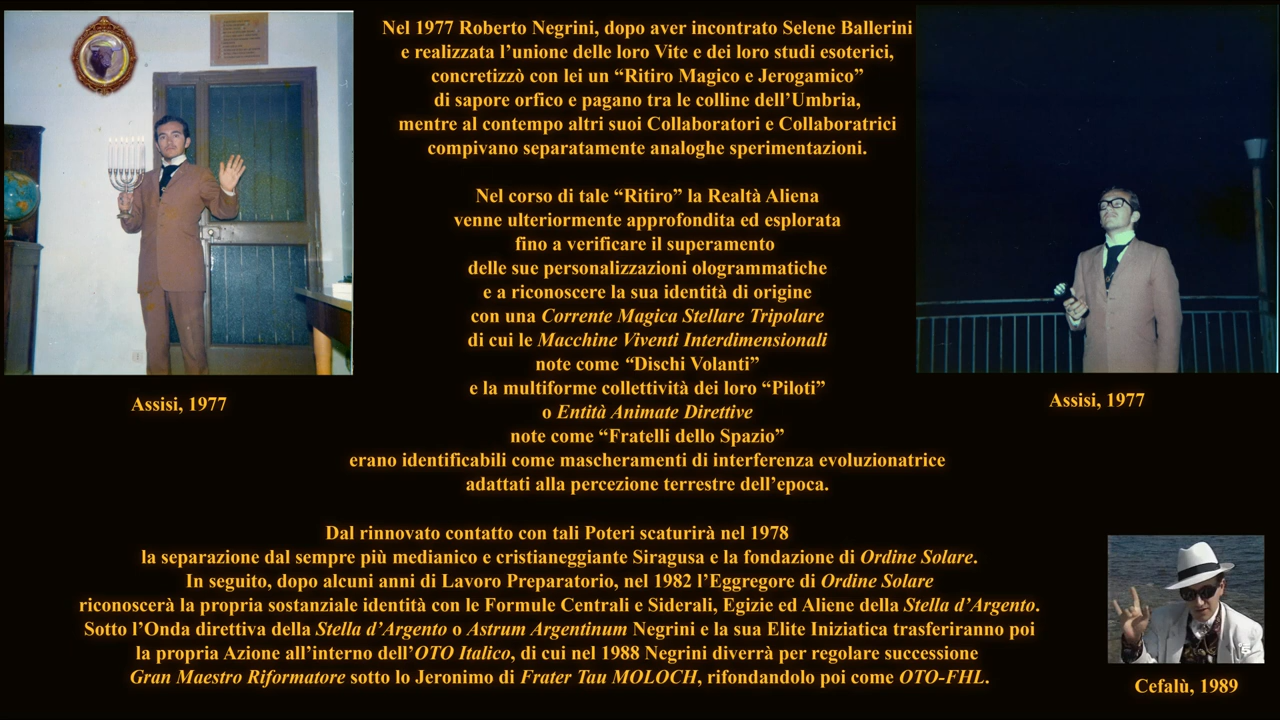 Nel 1977 Roberto Negrini, dopo aver incontrato Selene Ballerini
e realizzata l’unione delle loro Vite e dei loro studi esoterici,
concretizzò con lei un “Ritiro Magico e Jerogamico”
di sapore orfico e pagano tra le colline dell’Umbria,
mentre al contempo altri suoi Collaboratori e Collaboratrici
compivano separatamente analoghe sperimentazioni.
Nel corso di tale “Ritiro” la Realtà Aliena
venne ulteriormente approfondita ed esplorata
fino a verificare il superamento
delle sue personalizzazioni ologrammatiche
e a riconoscere la sua identità di origine
con una Corrente Magica Stellare Tripolare
di cui le Macchine Viventi Interdimensionali
note come “Dischi Volanti”
e la multiforme collettività dei loro “Piloti”
o Entità Animate Direttive
note come “Fratelli dello Spazio”
erano identificabili come mascheramenti di interferenza evoluzionatrice
adattati alla percezione terrestre dell’epoca.
Assisi, 1977
Assisi, 1977
Dal rinnovato contatto con tali Poteri scaturirà nel 1978
la separazione dal sempre più medianico e cristianeggiante Siragusa e la fondazione di Ordine Solare.
In seguito, dopo alcuni anni di Lavoro Preparatorio, nel 1982 l’Eggregore di Ordine Solare
riconoscerà la propria sostanziale identità con le Formule Centrali e Siderali, Egizie ed Aliene della Stella d’Argento.
Sotto l’Onda direttiva della Stella d’Argento o Astrum Argentinum Negrini e la sua Elite Iniziatica trasferiranno poi
la propria Azione all’interno dell’OTO Italico, di cui nel 1988 Negrini diverrà per regolare successione
Gran Maestro Riformatore sotto lo Jeronimo di Frater Tau MOLOCH, rifondandolo poi come OTO-FHL.
Cefalù, 1989